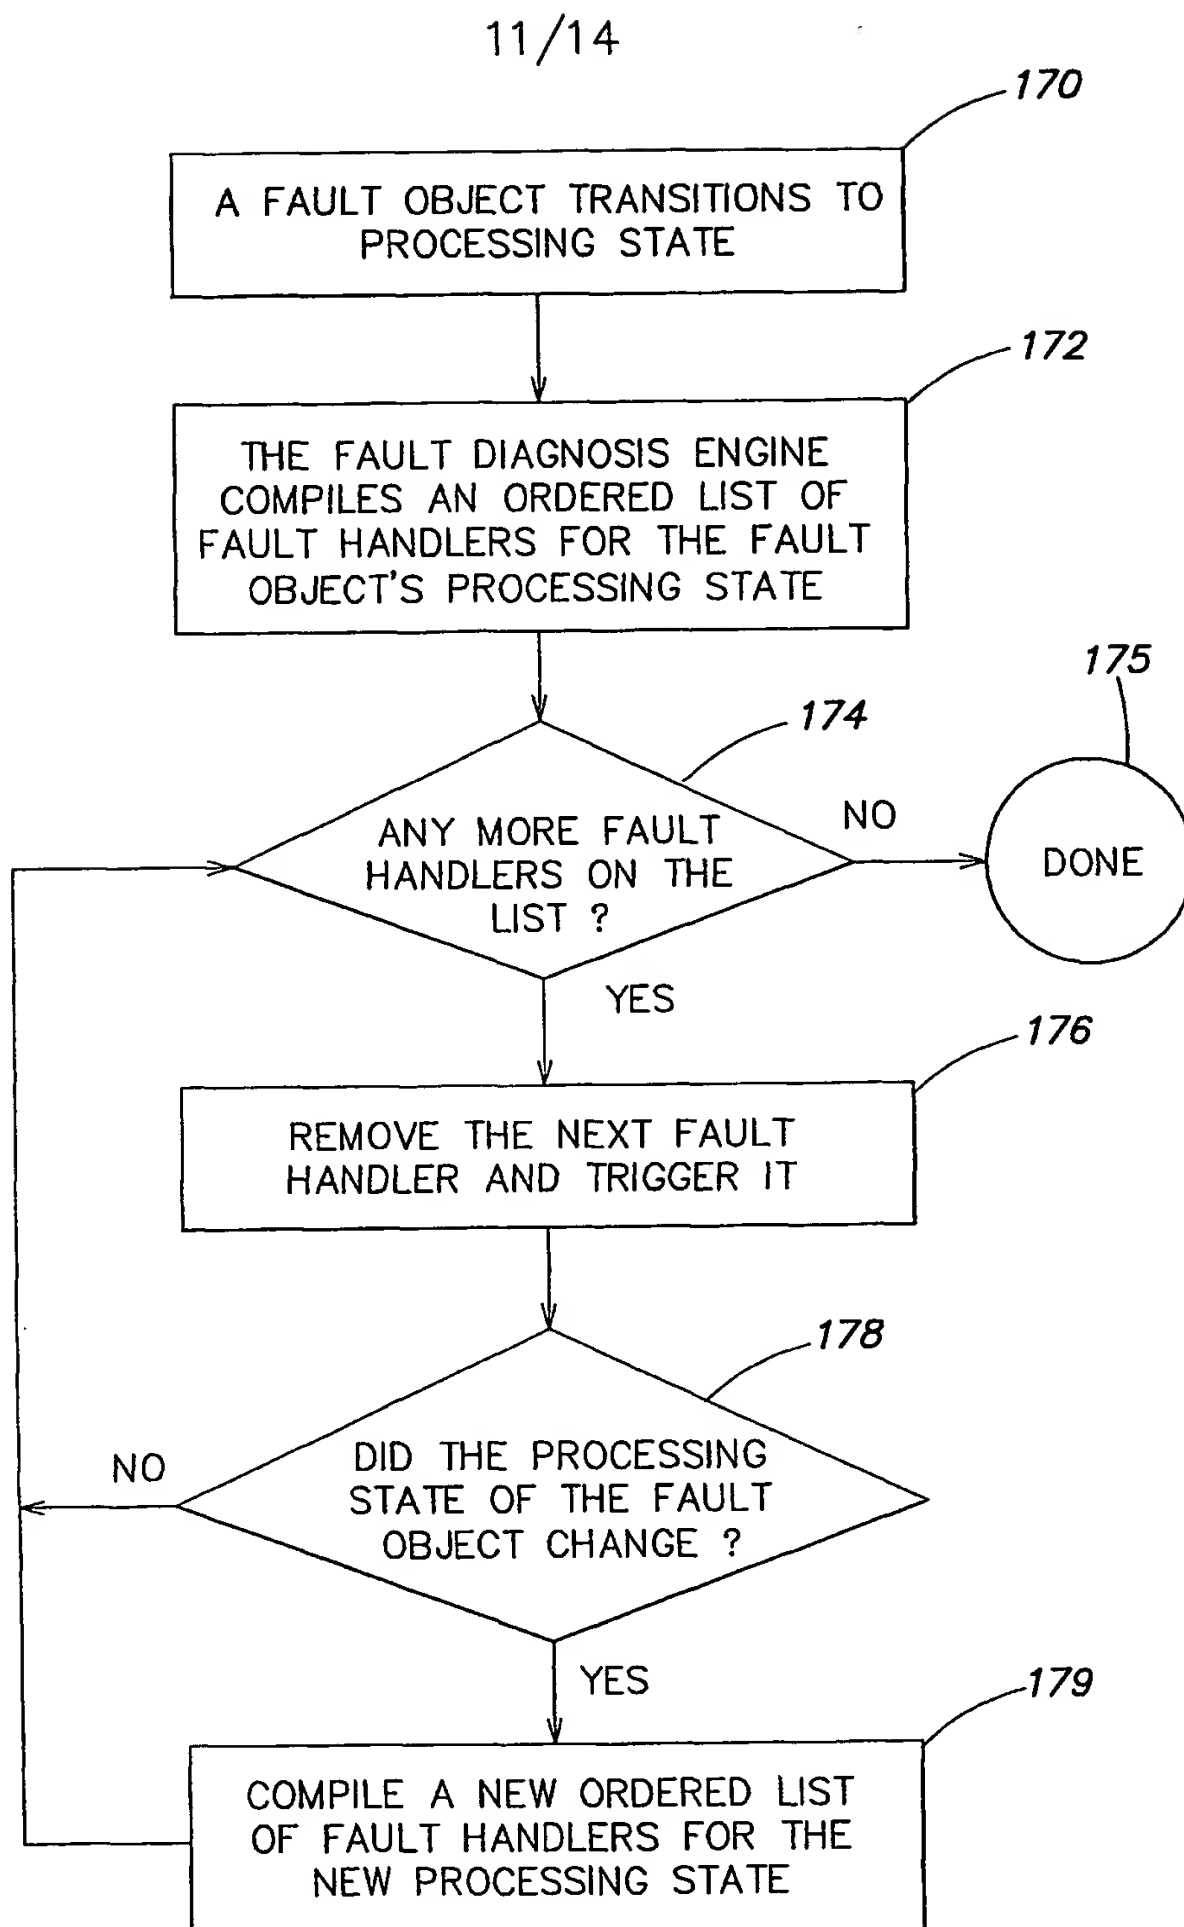 11/14
170
A FAULT OBJECT TRANSITIONS TO
PROCESSING STATE
172
THE FAULT DIAGNOSIS ENGINE
COMPILES AN ORDERED LIST OF
FAULT HANDLERS FOR THE FAULT
OBJECT'S PROCESSING STATE
174
175
ANY MORE FAULT
HANDLERS ON THE
LIST ?
NO
DONE
YES
176
REMOVE THE NEXT FAULT
HANDLER AND TRIGGER IT
178
DID THE PROCESSING
STATE OF THE FAULT
OBJECT CHANGE ?
NO
YES
179
COMPILE A NEW ORDERED LIST
OF FAULT HANDLERS FOR THE
NEW PROCESSING STATE